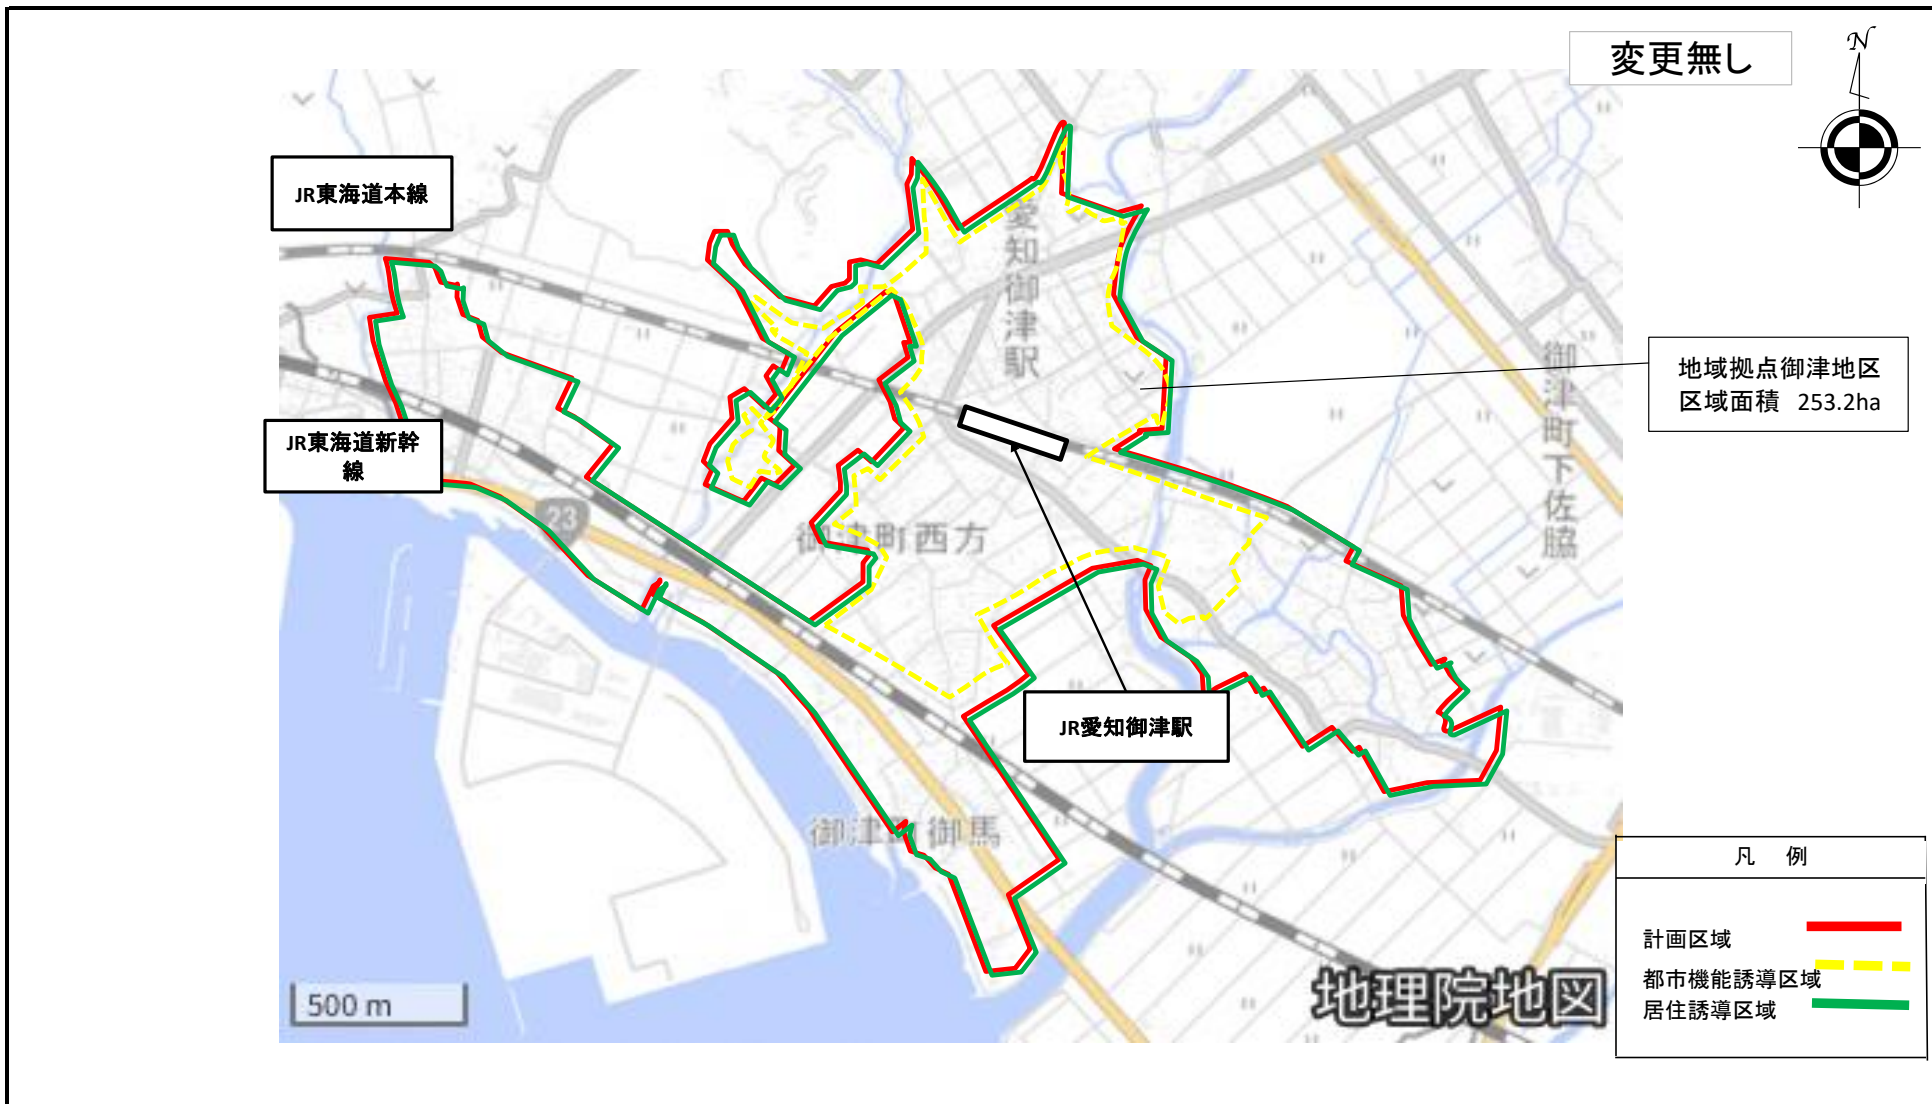 変更無し
N
JR東海道本線
愛知御津駅
地域拠点御津地区
区域面積 253.2ha
御津町下佐脇
JR東海道新幹
線
23
御津町西方
JR愛知御津駅
御津町御馬
凡 例
計画区域
都市機能誘導区域
居住誘導区域
500 m
地理院地図